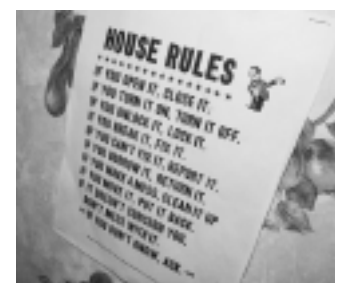 HOUSE RULES
IF YOU OPEN IT, CLOSE IT.
IF YOU TURN IT ON, TURN IT OFF.
IF YOU UNLOCK IT, LOCK IT.
IF YOU BREAK IT, FIX IT.
IF YOU CAN'T FIX IT, REPORT IT.
IF YOU BORROW IT, RETURN IT.
IF YOU MAKE A MESS, CLEAN IT UP
IF YOU MOVE IT, PUT IT BACK.
IF IT DOESN'T CONCERN YOU,
DON'T MESS WITH IT.
IF YOU DON'T KNOW, ASK.